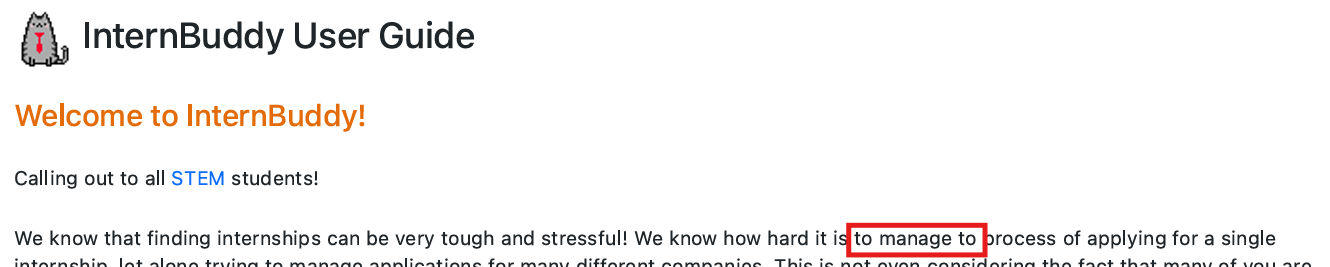 InternBuddy User Guide
Welcome to InternBuddy!
Calling out to all STEM students!
We know that finding internships can be very tough and stressful! We know how hard it is to manage to process of applying for a single
internship, let alone trying to manage applications for many different companies. This is not even considering the fact that many of you are